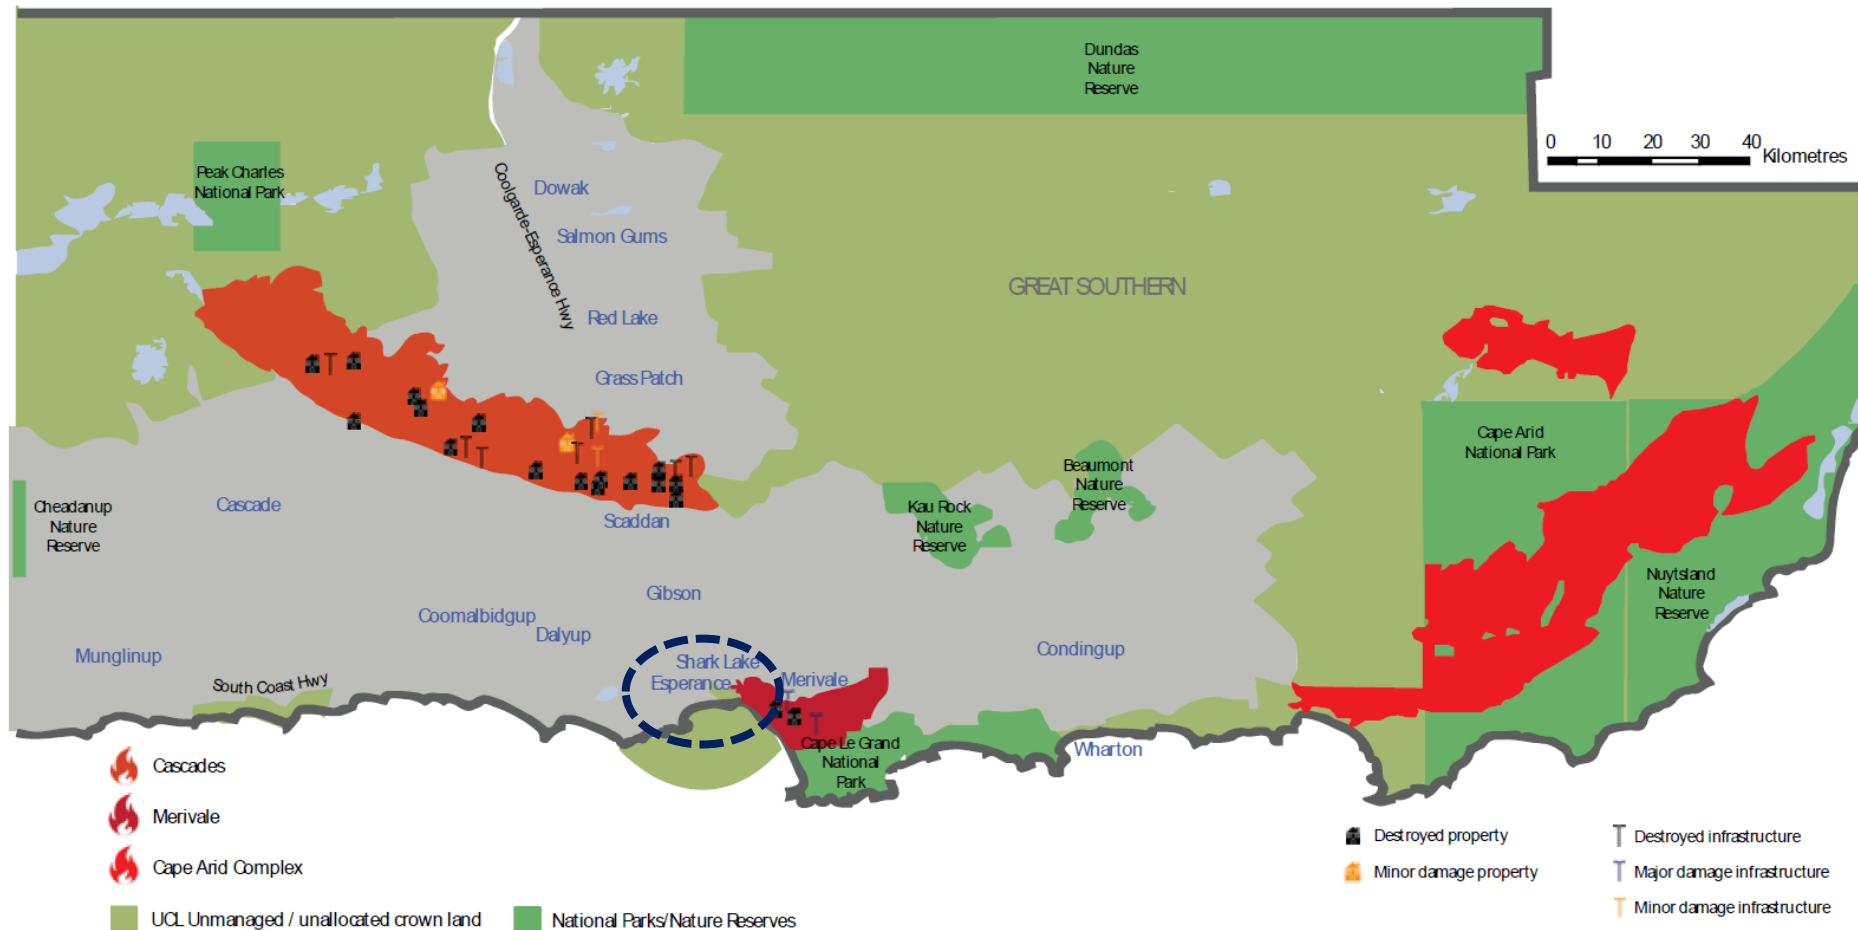 Dundas
Nature
Reserve
0 10 20 30 40
Kilometres
Peak Charles
National Park
Coolgarde-Esperance Hwy
Dowak
Salmon Gums
GREAT SOUTHERN
Red Lake
Grass Patch
Cape Arid
National Park
Beaumont
Nature
Reserve
Cheadanup
Nature
Reserve
Cascade
Scaddan
Kau Rock
Nature
Reserve
Nuytsland
Nature
Reserve
Gibson
Coomalbidgup
Dalyup
Munglinup
Shark Lake
Esperance
Merivale
Condingup
South Coast Hwy
Cape Le Grand
National
Park
Wharton
Cascades
Merivale
Cape Arid Complex
UCL Unmanaged / unallocated crown land
National Parks/Nature Reserves
Destroyed property
Minor damage property
Destroyed infrastructure
Major damage infrastructure
Minor damage infrastructure